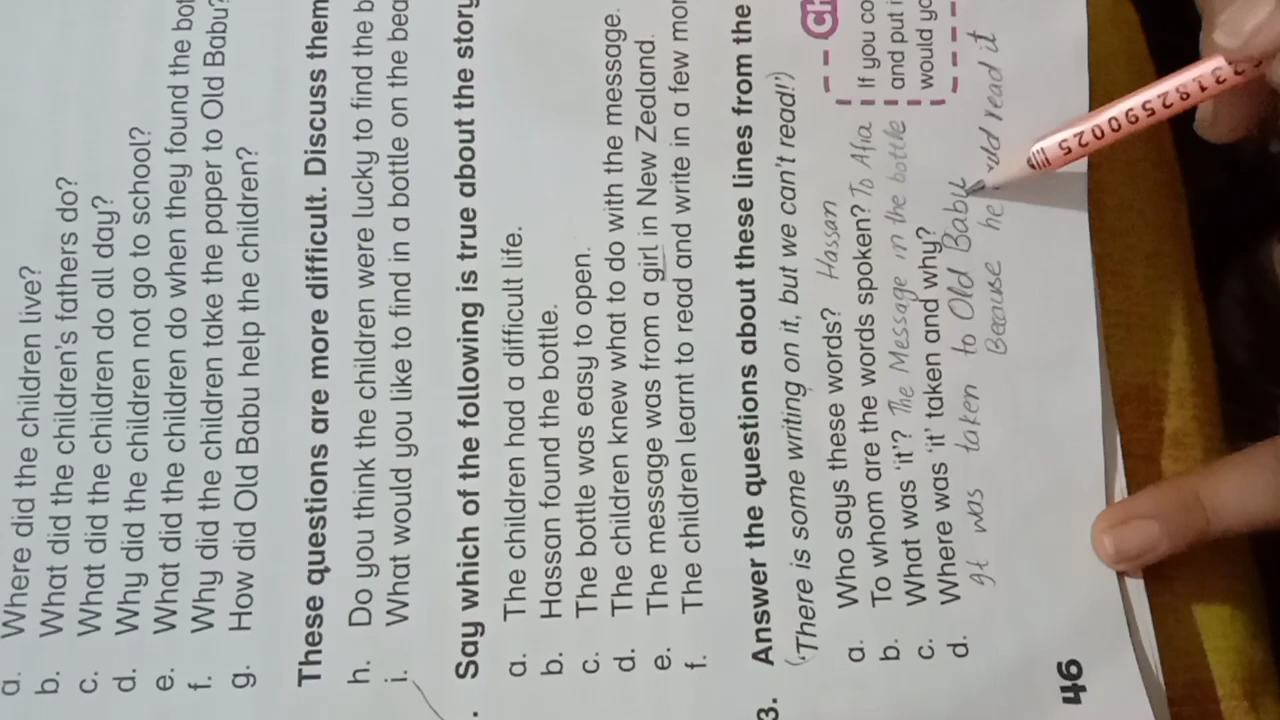 a. Where did the children live?
b. What did the children's fathers do?
c. What did the children do all day?
d. Why did the children not go to school?
e. What did the children do when they found the
f. Why did the children take the paper to Old Babu?
g. How did Old Babu help the children?
These questions are more difficult. Discuss them
h. Do you think the children were lucky to find the
i. What would you like to find in a bottle on the
. Say which of the following is true about the story
a. The children had a difficult life.
b. Hassan found the bottle.
c. The bottle was easy to open.
d. The children knew what to do with the message.
e. The message was from a girl in New Zealand.
f. The children learnt to read and write in a few
3. Answer the questions about these lines from the
('There is some writing on it, but we can't read!')
a. Who says these words? Hassan
b. To whom are the words spoken? To Afia
c. What was 'it'? The Message in the bottle
d. Where was 'it' taken and why?
It was taken to Old Babu
Because he read it
If you
and put
would
46
2590025